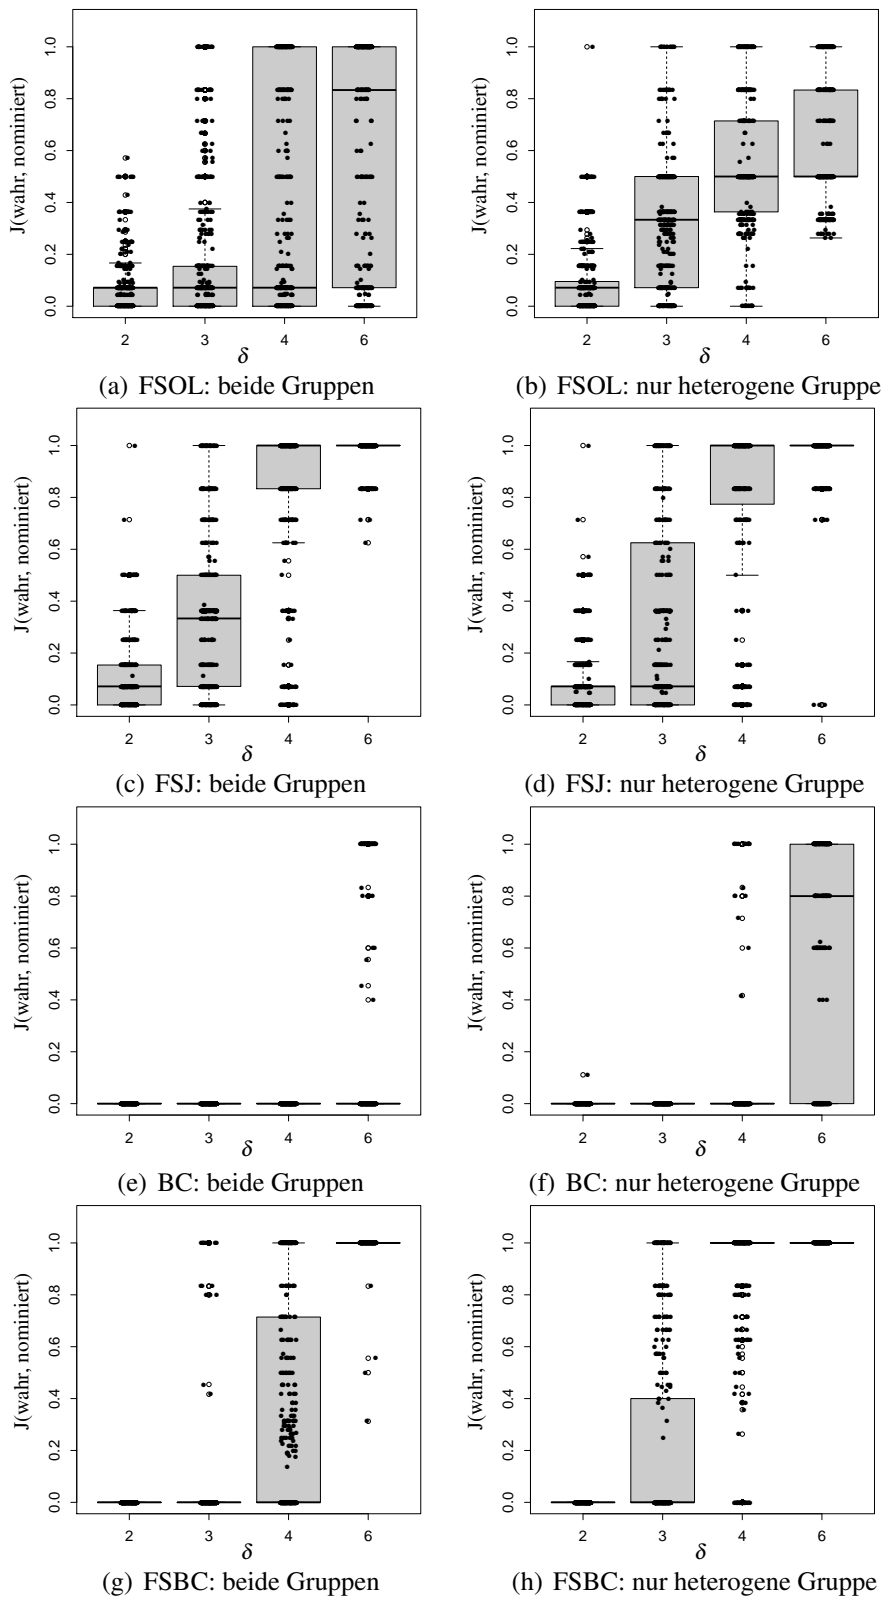 J(wahr, nominiert)
1.0
0.8
0.6
0.4
0.2
0.0
2 3 4 6
δ
(a) FSOL: beide Gruppen
J(wahr, nominiert)
1.0
0.8
0.6
0.4
0.2
0.0
2 3 4 6
δ
(b) FSOL: nur heterogene Gruppe
J(wahr, nominiert)
1.0
0.8
0.6
0.4
0.2
0.0
2 3 4 6
δ
(c) FSJ: beide Gruppen
J(wahr, nominiert)
1.0
0.8
0.6
0.4
0.2
0.0
2 3 4 6
δ
(d) FSJ: nur heterogene Gruppe
J(wahr, nominiert)
1.0
0.8
0.6
0.4
0.2
0.0
2 3 4 6
δ
(e) BC: beide Gruppen
J(wahr, nominiert)
1.0
0.8
0.6
0.4
0.2
0.0
2 3 4 6
δ
(f) BC: nur heterogene Gruppe
J(wahr, nominiert)
1.0
0.8
0.6
0.4
0.2
0.0
2 3 4 6
δ
(g) FSBC: beide Gruppen
J(wahr, nominiert)
1.0
0.8
0.6
0.4
0.2
0.0
2 3 4 6
δ
(h) FSBC: nur heterogene Gruppe